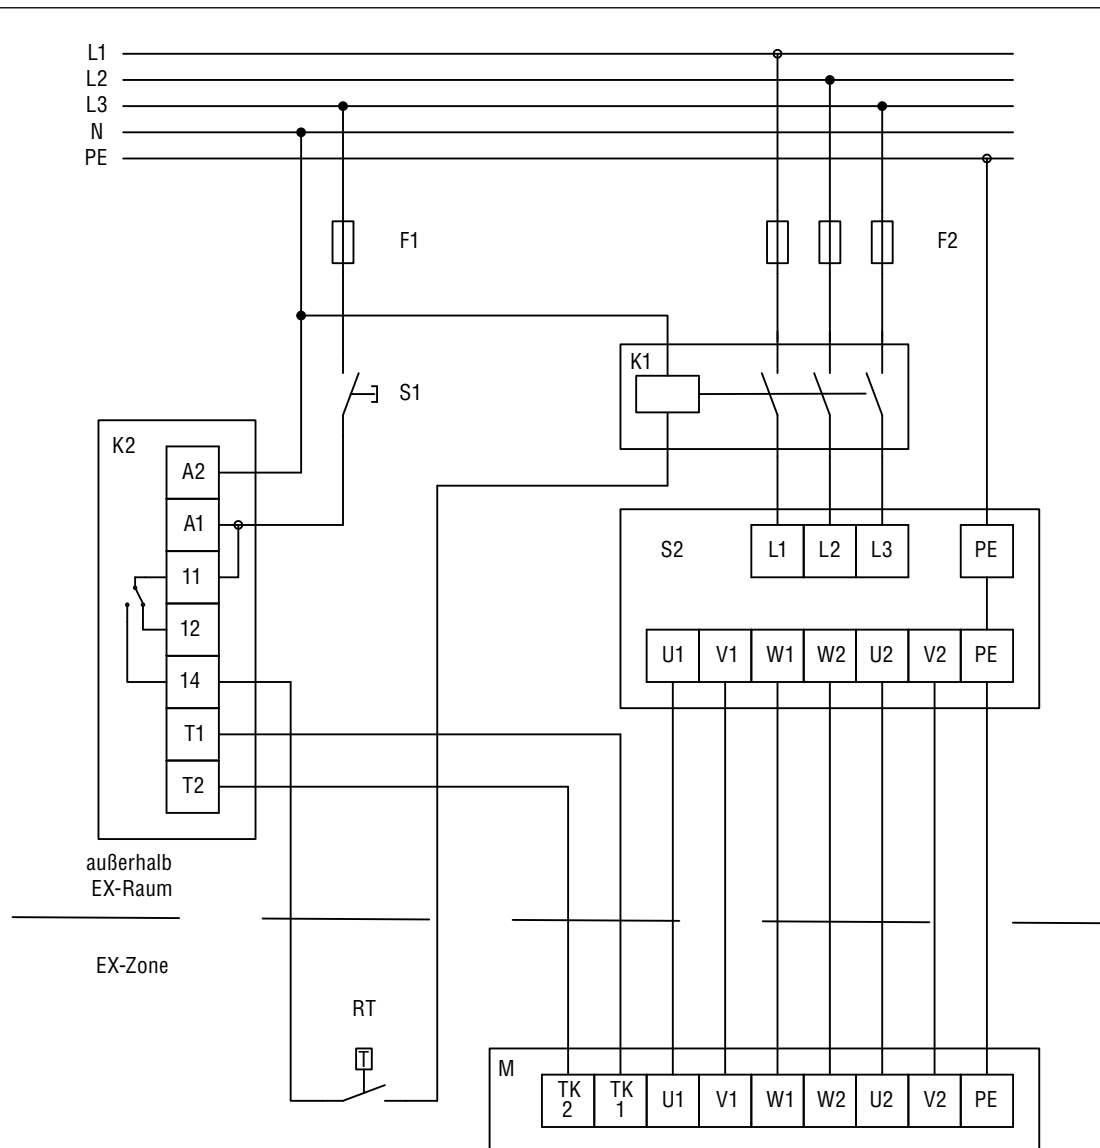 L1
L2
L3
N
PE
F1
F2
K1
S1
K2
A2
A1
11
12
14
T1
T2
S2
L1 L2 L3 PE
U1 V1 W1 W2 U2 V2 PE
außerhalb
EX-Raum
EX-Zone
RT
T
M
TK
2
TK
1
U1 V1 W1 W2 U2 V2 PE